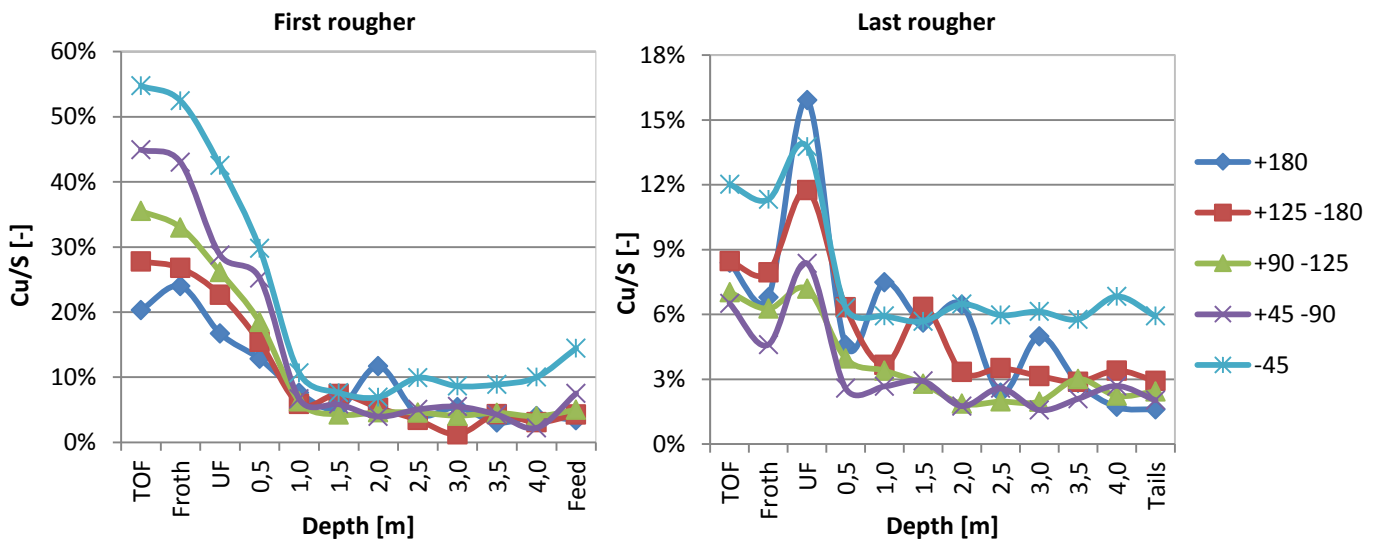 First rougher
60%
50%
40%
30%
20%
10%
0%
Cu/S [-]
TOF
Froth
UF
0,5
1,0
1,5
2,0
2,5
3,0
3,5
4,0
Feed
Depth [m]
Last rougher
18%
15%
12%
9%
6%
3%
0%
Cu/S [-]
TOF
Froth
UF
0,5
1,0
1,5
2,0
2,5
3,0
3,5
4,0
Tails
Depth [m]
+180
+125 -180
+90 -125
+45 -90
-45